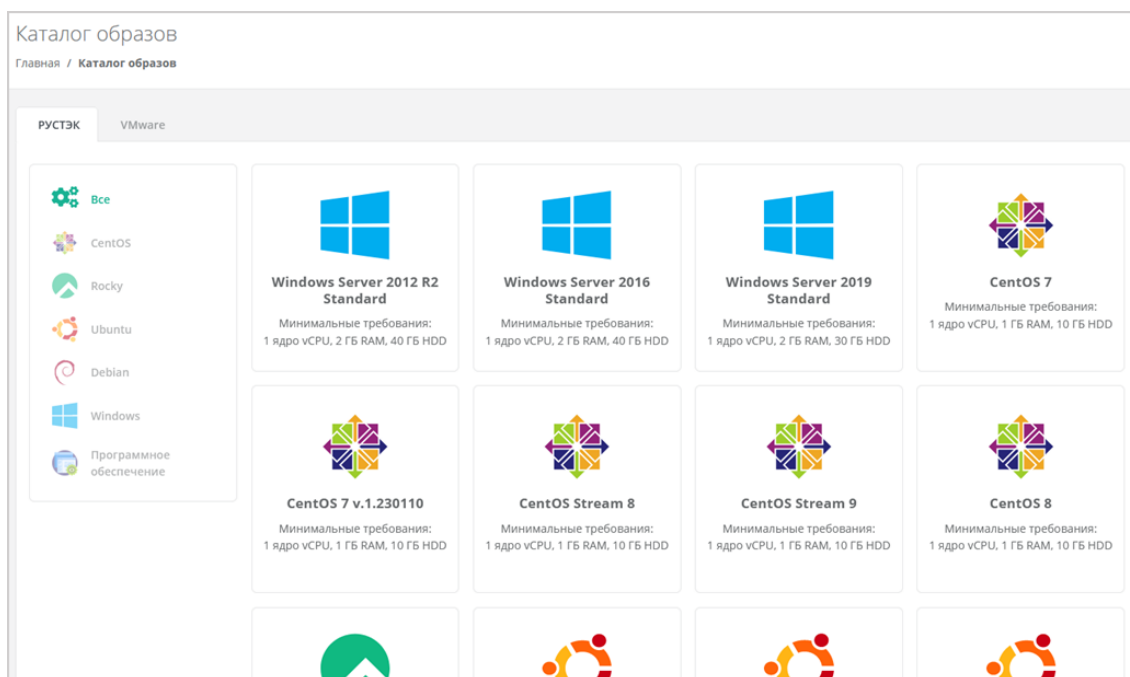 Каталог образов
Главная / Каталог образов
РУСТЭК
VMware
Все
CentOS
Rocky
Ubuntu
Debian
Windows
Программное
обеспечение
Windows Server 2012 R2
Standard
Минимальные требования:
1 ядро vCPU, 2 ГБ RAM, 40 ГБ HDD
Windows Server 2016
Standard
Минимальные требования:
1 ядро vCPU, 2 ГБ RAM, 40 ГБ HDD
Windows Server 2019
Standard
Минимальные требования:
1 ядро vCPU, 2 ГБ RAM, 30 ГБ HDD
CentOS 7
Минимальные требования:
1 ядро vCPU, 1 ГБ RAM, 10 ГБ HDD
CentOS 7 v.1.230110
Минимальные требования:
1 ядро vCPU, 1 ГБ RAM, 10 ГБ HDD
CentOS Stream 8
Минимальные требования:
1 ядро vCPU, 1 ГБ RAM, 10 ГБ HDD
CentOS Stream 9
Минимальные требования:
1 ядро vCPU, 1 ГБ RAM, 10 ГБ HDD
CentOS 8
Минимальные требования:
1 ядро vCPU, 1 ГБ RAM, 10 ГБ HDD